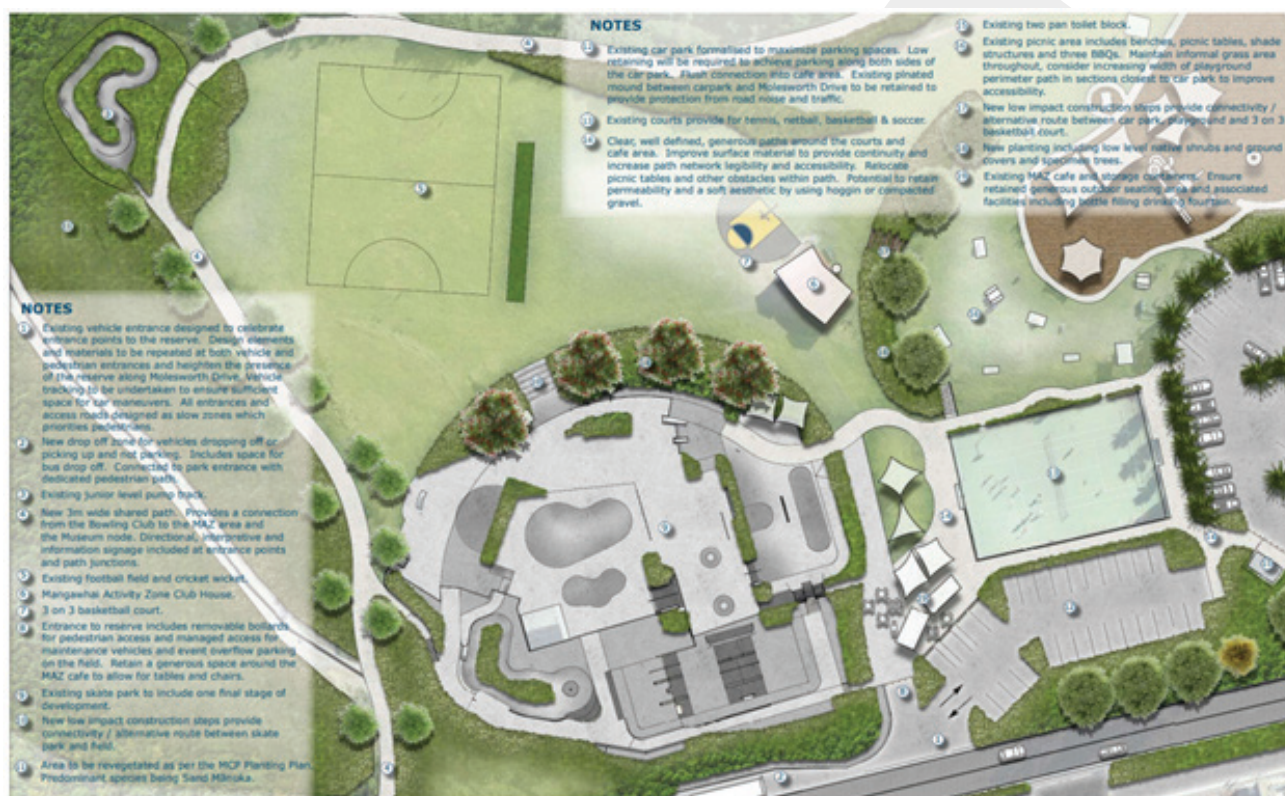 NOTES
1 Existing vehicle entrance designed to celebrate
entrance points to the reserve. Design elements
and materials to be repeated at both vehicle and
pedestrian entrances and heighten the presence
of the reserve along Molesworth Drive. Vehicle
tracking to be undertaken to ensure sufficient
space for car maneuvers. All entrances and
access roads designed as slow zones which
priorities pedestrians.
2 New drop off zone for vehicles dropping off or
picking up and not parking. Includes space for
bus drop off. Connected to park entrance with
dedicated pedestrian path.
3 Existing junior level pump track.
4 New 3m wide shared path. Provides a connection
from the Bowling Club to the MAZ area and
the Museum node. Directional, interpretive and
information signage included at entrance points
and path junctions.
5 Existing football field and cricket wicket.
6 Mangawhai Activity Zone Club House.
7 3 on 3 basketball court.
8 Entrance to reserve includes removable bollards
for pedestrian access and managed access for
maintenance vehicles and event overflow parking
on the field. Retain a generous space around the
MAZ cafe to allow for tables and chairs.
9 Existing skate park to include one final stage of
development.
10 New low impact construction steps provide
connectivity / alternative route between skate
park and field.
11 Area to be revegetated as per the MCP Planting Plan.
Predominant species being Sand Mānuka.
NOTES
Existing car park formalised to maximize parking spaces. Low
retaining will be required to achieve parking along both sides of
the car park. Flush connection into cafe area. Existing plnated
mound between carpark and Molesworth Drive to be retained to
provide protection from road noise and traffic.
Existing courts provide for tennis, netball, basketball & soccer.
Clear, well defined, generous paths around the courts and
cafe area. Improve surface material to provide continuity and
increase path network legibility and accessibility. Relocate
picnic tables and other obstacles within path. Potential to retain
permeability and a soft aesthetic by using hoggin or compacted
gravel.
Existing two pan toilet block.
Existing picnic area includes benches, picnic tables, shade
structures and three BBQs. Maintain informal grass area
throughout, consider increasing width of playground
perimeter path in sections closest to car park to improve
accessibility.
New low impact construction steps provide connectivity /
alternative route between car park, playground and 3 on 3
basketball court.
New planting including low level native shrubs and ground
covers and specimen trees.
Existing MAZ cafe and storage containers. Ensure
retained generous outdoor seating area and associated
facilities including bottle filling drinking fountain.